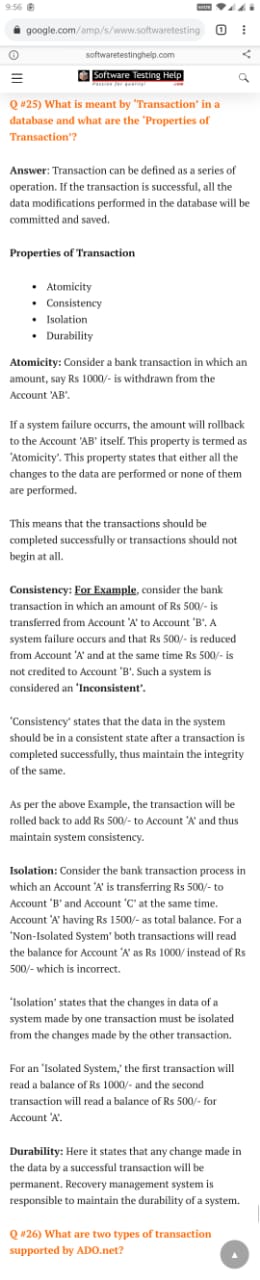 9:56
google.com/amp/s/www.softwaretesting
1
softwaretestinghelp.com
Software Testing Help
Q #25) What is meant by 'Transaction' in a
database and what are the 'Properties of
Transaction'?
Answer: Transaction can be defined as a series of
operation. If the transaction is successful, all the
data modifications performed in the database will be
committed and saved.
Properties of Transaction
• Atomicity
• Consistency
• Isolation
• Durability
Atomicity: Consider a bank transaction in which an
amount, say Rs 1000/- is withdrawn from the
Account 'AB'.
If a system failure occurrs, the amount will rollback
to the Account 'AB' itself. This property is termed as
'Atomicity'. This property states that either all the
changes to the data are performed or none of them
are performed.
This means that the transactions should be
completed successfully or transactions should not
begin at all.
Consistency: For Example, consider the bank
transaction in which an amount of Rs 500/- is
transferred from Account 'A' to Account 'B'. A
system failure occurs and that Rs 500/- is reduced
from Account 'A' and at the same time Rs 500/- is
not credited to Account 'B'. Such a system is
considered an 'Inconsistent'.
'Consistency' states that the data in the system
should be in a consistent state after a transaction is
completed successfully, thus maintain the integrity
of the same.
As per the above Example, the transaction will be
rolled back to add Rs 500/- to Account 'A' and thus
maintain system consistency.
Isolation: Consider the bank transaction process in
which an Account 'A' is transferring Rs 500/- to
Account 'B' and Account 'C' at the same time.
Account 'A' having Rs 1500/- as total balance. For a
'Non-Isolated System' both transactions will read
the balance for Account 'A' as Rs 1000/ instead of Rs
500/- which is incorrect.
'Isolation' states that the changes in data of a
system made by one transaction must be isolated
from the changes made by the other transaction.
For an 'Isolated System,' the first transaction will
read a balance of Rs 1000/- and the second
transaction will read a balance of Rs 500/- for
Account 'A'.
Durability: Here it states that any change made in
the data by a successful transaction will be
permanent. Recovery management system is
responsible to maintain the durability of a system.
Q #26) What are two types of transaction
supported by ADO.net?